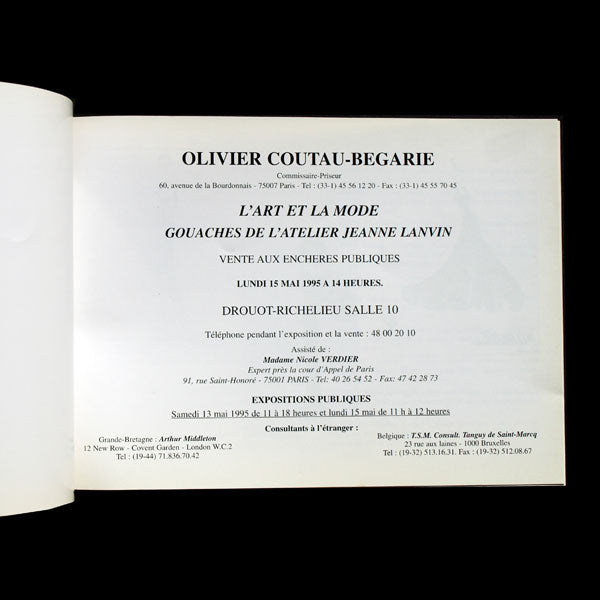 OLIVIER COUTAU-BEGARIE
Commissaire-Priseur
60, avenue de la Bourdonnais - 75007 Paris - Tel : (33-1) 45 56 12 20 - Fax : (33-1) 45 55 70 45
L'ART ET LA MODE
GOUACHES DE L'ATELIER JEANNE LANVIN
VENTE AUX ENCHERES PUBLIQUES
LUNDI 15 MAI 1995 A 14 HEURES.
DROUOT-RICHELIEU SALLE 10
Téléphone pendant l'exposition et la vente : 48 00 20 10
Assisté de :
Madame Nicole VERDIER
Expert près la cour d'Appel de Paris
91, rue Saint-Honoré - 75001 PARIS - Tel: 40 26 54 52 - Fax: 47 42 28 73
EXPOSITIONS PUBLIQUES
Samedi 13 mai 1995 de 11 à 18 heures et lundi 15 mai de 11 h à 12 heures
Consultants à l'étranger :
Grande-Bretagne : Arthur Middleton
12 New Row - Covent Garden - London W.C.2
Tel : (19-44) 71.836.70.42
Belgique : T.S.M. Consult. Tanguy de Saint-Marcq
23 rue aux laines - 1000 Bruxelles
Tel : (19-32) 513.16.31. Fax : (19-32) 512.08.67